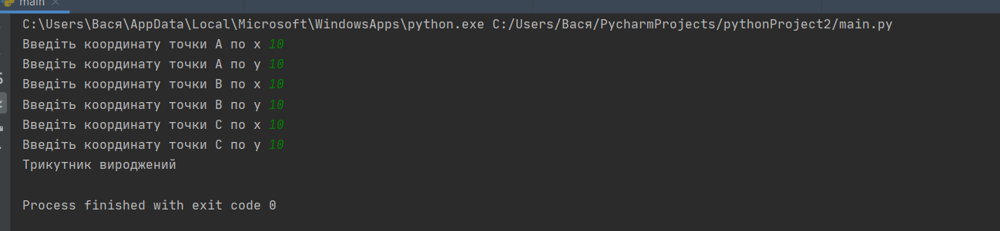 main
C:\Users\Вася\AppData\Local\Microsoft\WindowsApps\python.exe C:/Users/Вася/PycharmProjects/pythonProject2/main.py
Введіть координату точки A по x 10
Введіть координату точки A по y 10
Введіть координату точки B по x 10
Введіть координату точки B по y 10
Введіть координату точки C по x 10
Введіть координату точки C по y 10
Трикутник вироджений
Process finished with exit code 0